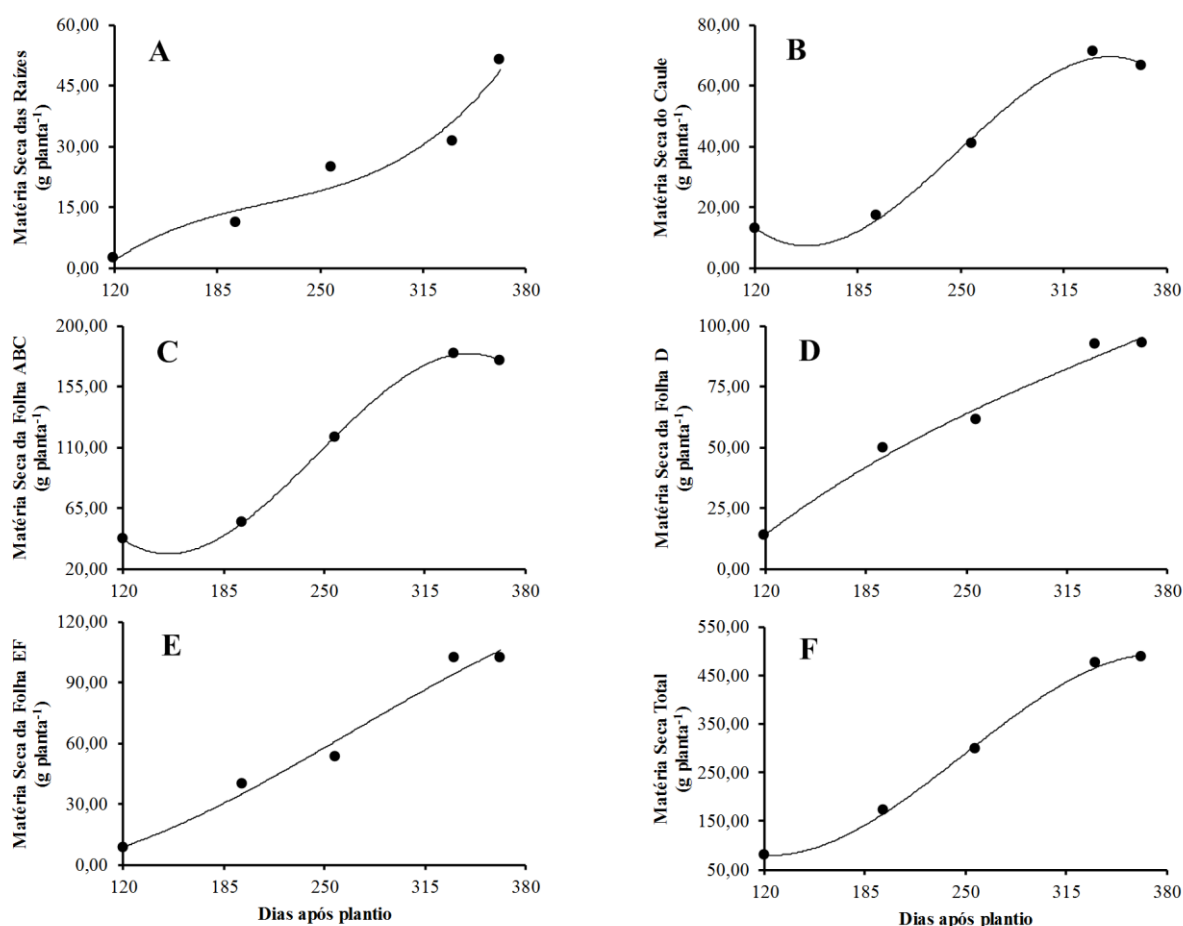 Matéria Seca das Raízes
(g planta⁻¹)
A
60,00
45,00
30,00
15,00
0,00
120 185 250 315 380
Matéria Seca do Caule
(g planta⁻¹)
B
80,00
60,00
40,00
20,00
0,00
120 185 250 315 380
Matéria Seca da Folha ABC
(g planta⁻¹)
C
200,00
155,00
110,00
65,00
20,00
120 185 250 315 380
Matéria Seca da Folha D
(g planta⁻¹)
D
100,00
75,00
50,00
25,00
0,00
120 185 250 315 380
Matéria Seca da Folha EF
(g planta⁻¹)
E
120,00
90,00
60,00
30,00
0,00
120 185 250 315 380
Dias após plantio
Matéria Seca Total
(g planta⁻¹)
F
550,00
450,00
350,00
250,00
150,00
50,00
120 185 250 315 380
Dias após plantio